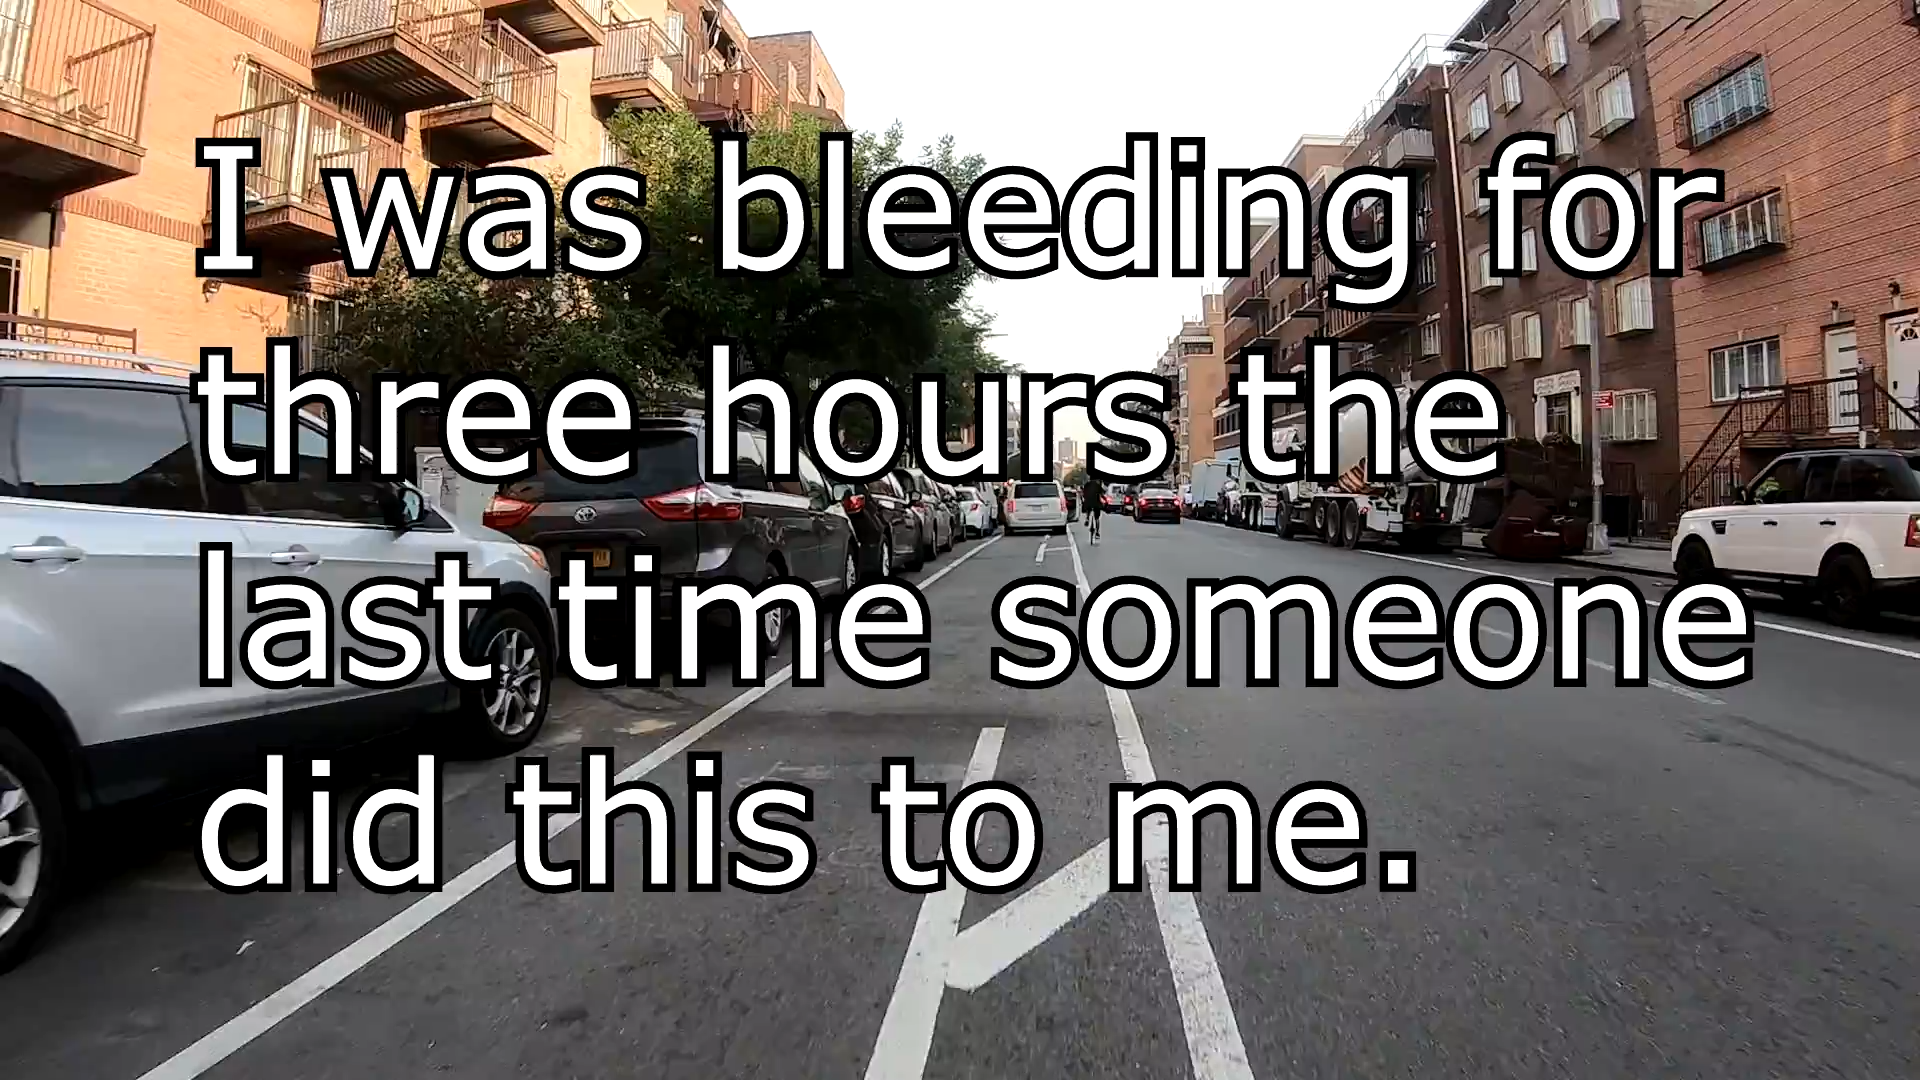 I was bleeding for
three hours the
last time someone
did this to me.